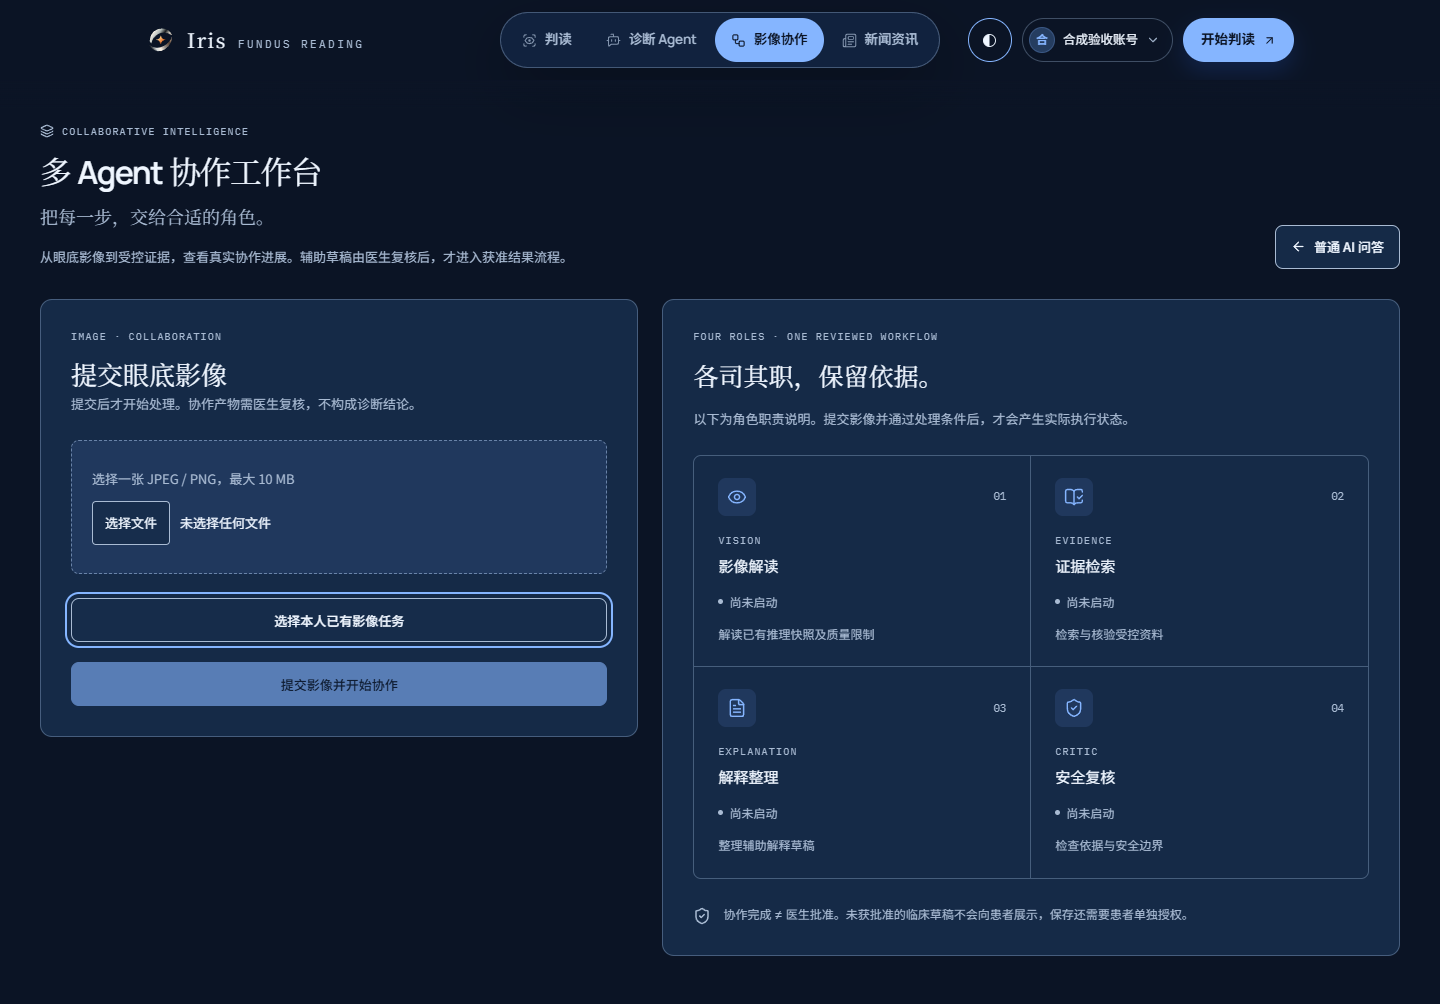 Iris FUNDUS READING
判读
诊断 Agent
影像协作
新闻资讯
合 合成验收账号
开始判读
COLLABORATIVE INTELLIGENCE
多 Agent 协作工作台
把每一步，交给合适的角色。
从眼底影像到受控证据，查看真实协作进展。辅助草稿由医生复核后，才进入获准结果流程。
普通 AI 问答
IMAGE · COLLABORATION
提交眼底影像
提交后才开始处理。协作产物需医生复核，不构成诊断结论。
选择一张 JPEG / PNG，最大 10 MB
选择文件 未选择任何文件
选择本人已有影像任务
提交影像并开始协作
FOUR ROLES · ONE REVIEWED WORKFLOW
各司其职，保留依据。
以下为角色职责说明。提交影像并通过处理条件后，才会产生实际执行状态。
01
VISION
影像解读
尚未启动
解读已有推理快照及质量限制
02
EVIDENCE
证据检索
尚未启动
检索与核验受控资料
03
EXPLANATION
解释整理
尚未启动
整理辅助解释草稿
04
CRITIC
安全复核
尚未启动
检查依据与安全边界
协作完成 ≠ 医生批准。未获批准的临床草稿不会向患者展示，保存还需要患者单独授权。